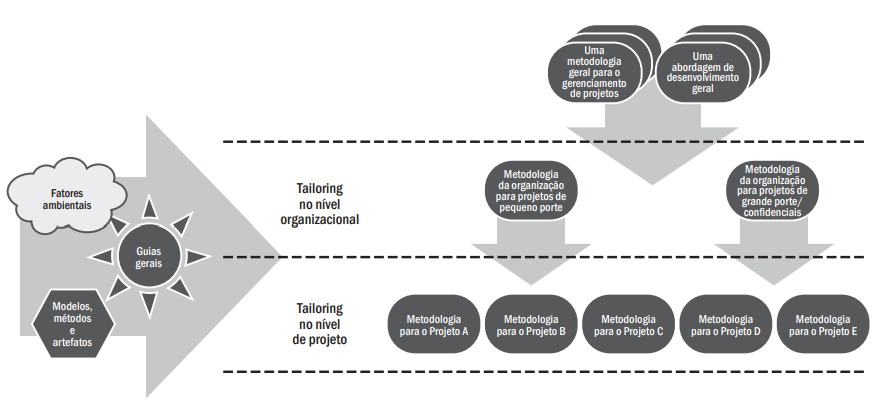 Uma
metodologia
geral para o
gerenciamento
de projetos
Uma
abordagem de
desenvolvimento
geral
Fatores
ambientais
Guias
gerais
Modelos,
métodos
e
artefatos
Tailoring
no nível
organizacional
Metodologia
da organização
para projetos de
pequeno porte
Metodologia
da organização
para projetos de
grande porte/
confidenciais
Tailoring
no nível
de projeto
Metodologia
para o Projeto A
Metodologia
para o Projeto B
Metodologia
para o Projeto C
Metodologia
para o Projeto D
Metodologia
para o Projeto E